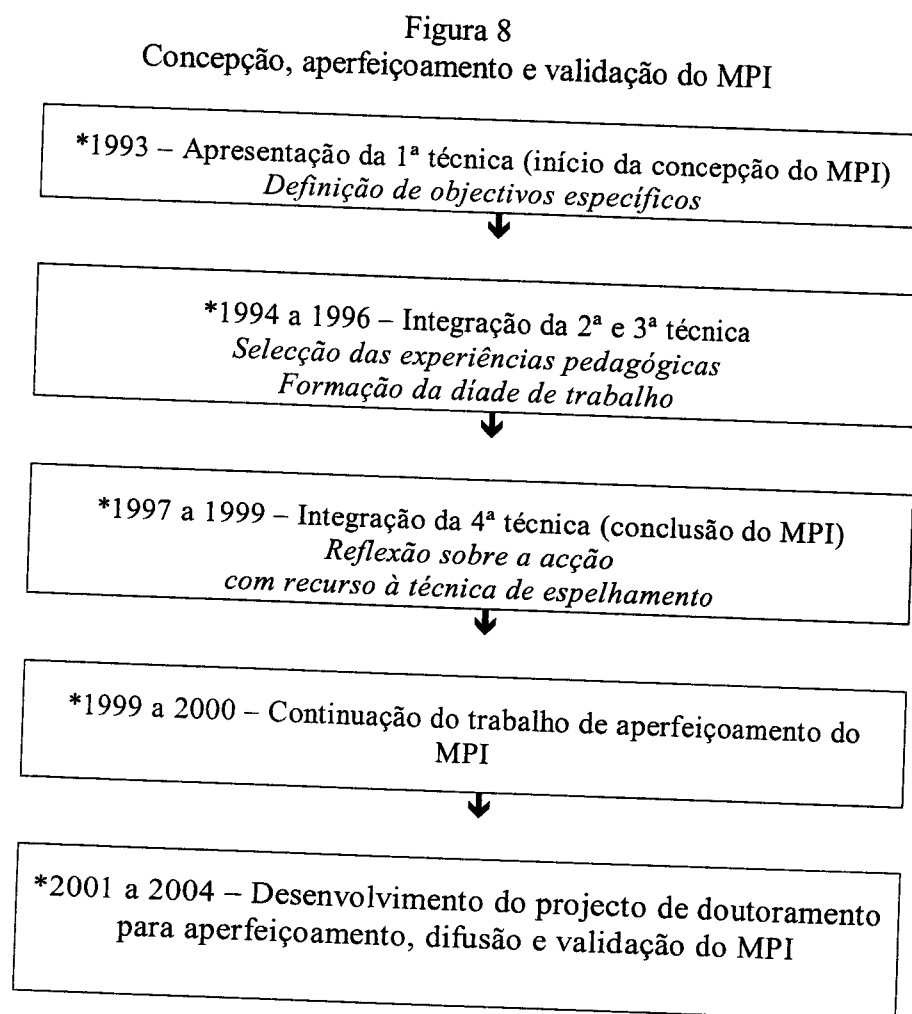 Figura 8
Concepção, aperfeiçoamento e validação do MPI
*1993 – Apresentação da 1ª técnica (início da concepção do MPI)
Definição de objectivos específicos
*1994 a 1996 – Integração da 2ª e 3ª técnica
Selecção das experiências pedagógicas
Formação da díade de trabalho
*1997 a 1999 – Integração da 4ª técnica (conclusão do MPI)
Reflexão sobre a acção
com recurso à técnica de espelhamento
*1999 a 2000 – Continuação do trabalho de aperfeiçoamento do
MPI
*2001 a 2004 – Desenvolvimento do projecto de doutoramento
para aperfeiçoamento, difusão e validação do MPI